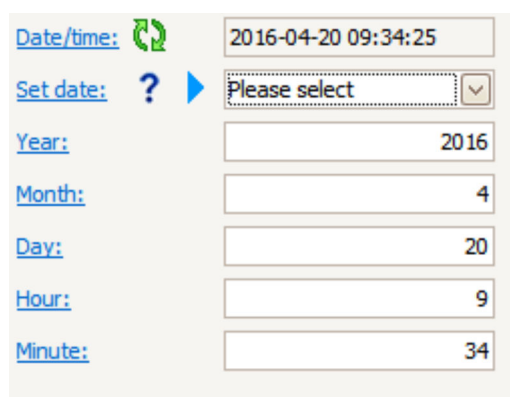 Date/time: 2016-04-20 09:34:25
Set date: ? Please select
Year: 2016
Month: 4
Day: 20
Hour: 9
Minute: 34